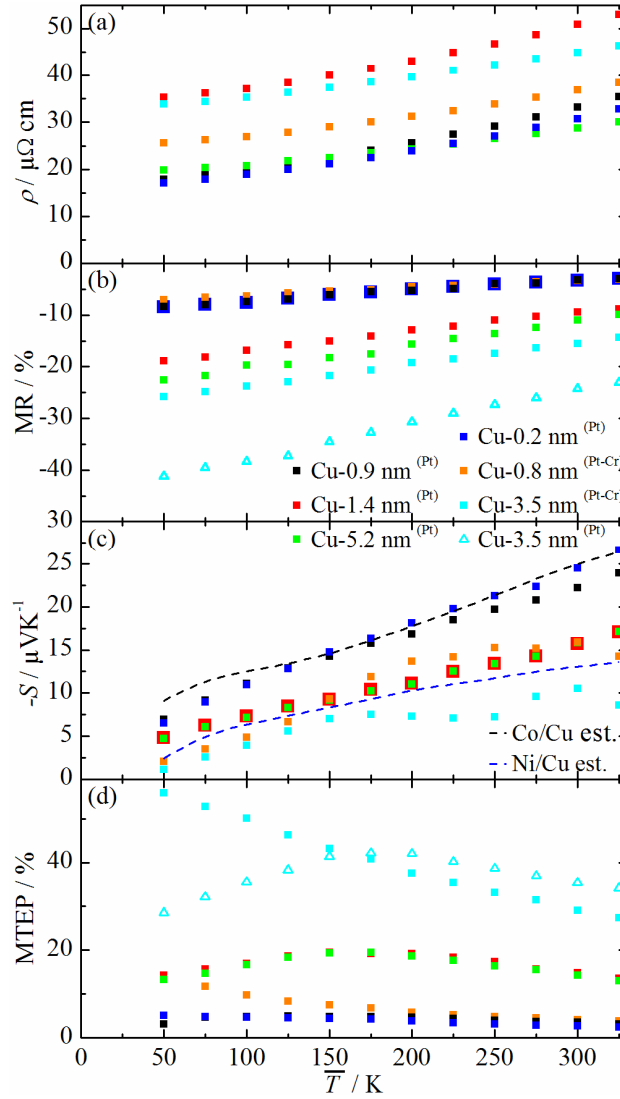 (a)
50
40
30
20
10
0
ρ / μΩ cm
(b)
-10
-20
-30
-40
30
MR / %
Cu-0.2 nm (Pt)
Cu-0.9 nm (Pt) Cu-0.8 nm (Pt-Cr)
Cu-1.4 nm (Pt) Cu-3.5 nm (Pt-Cr)
Cu-5.2 nm (Pt) Cu-3.5 nm (Pt)
(c)
25
20
15
10
5
0
-S / μVK⁻¹
Co/Cu est.
Ni/Cu est.
(d)
40
20
0
MTEP / %
0 50 100 150 200 250 300
T̅ / K